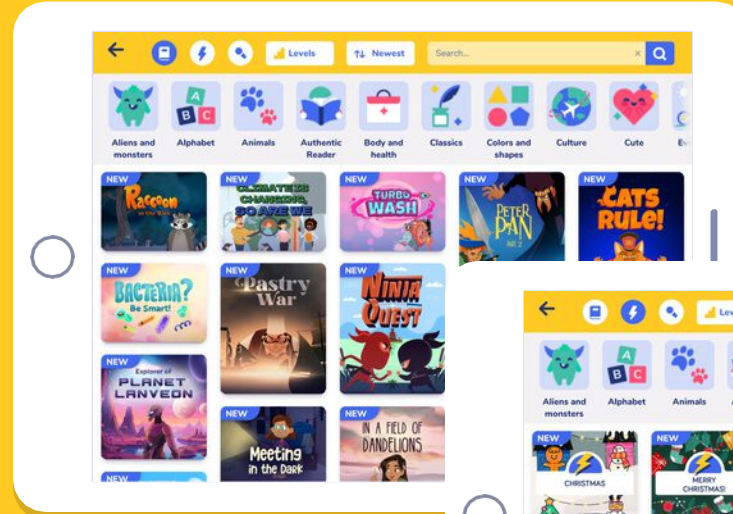 Levels
Newest
Search...
Aliens and
monsters
Alphabet
Animals
Authentic
Reader
Body and
health
Classics
Colors and
shapes
Culture
Cute
A
B C
NEW
Raccoon
NEW
CLIMATE IS
CHANGING,
SO ARE WE
NEW
TURBO
WASH
NEW
PETER
PAN
NEW
CATS
RULE!
NEW
BACTERIA?
Be Smart!
NEW
Pastry
War
NEW
NINJA
QUEST
NEW
Explorer of
PLANET
LANVEON
NEW
Meeting
in the Dark
NEW
IN A FIELD OF
DANDELIONS
NEW
Aliens and
monsters
Alphabet
Animals
A
B C
NEW
CHRISTMAS
NEW
MERRY
CHRISTMAS!